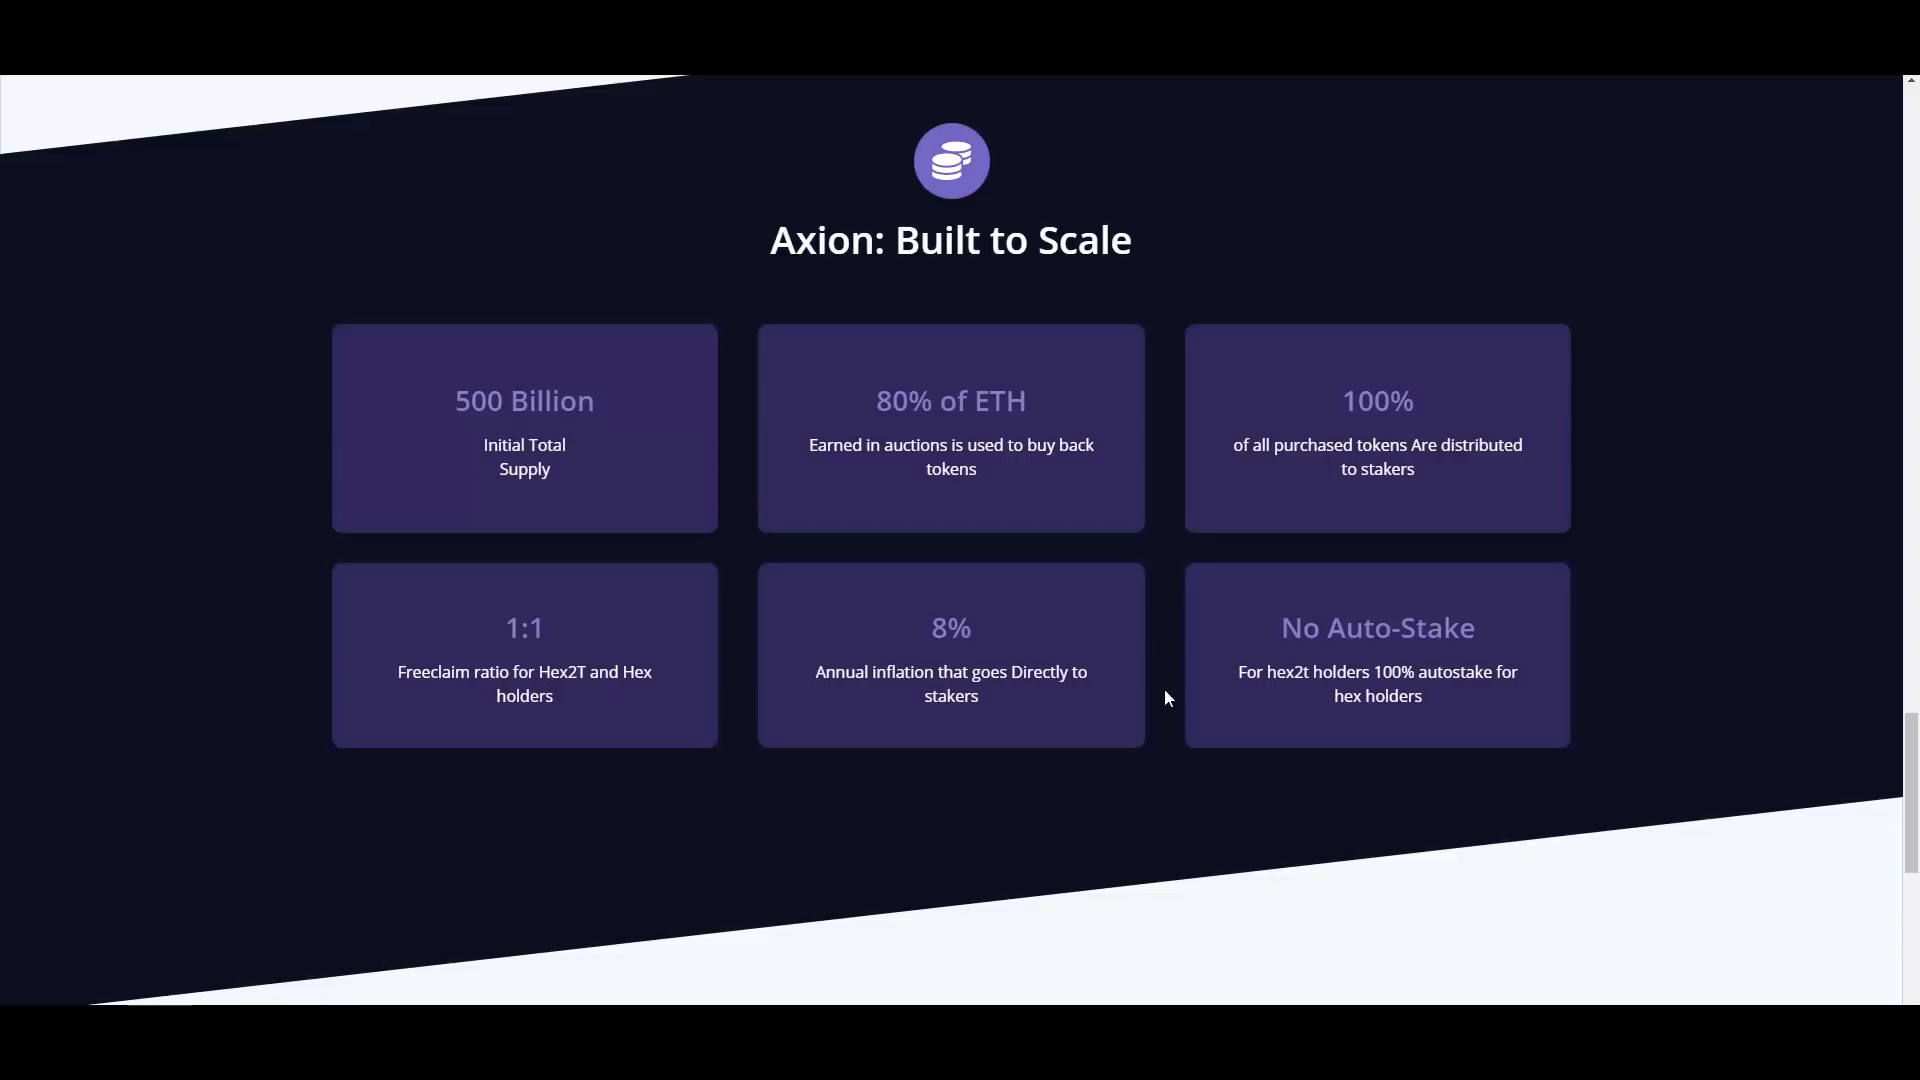 Axion: Built to Scale
500 Billion
Initial Total
Supply
80% of ETH
Earned in auctions is used to buy back
tokens
100%
of all purchased tokens Are distributed
to stakers
1:1
Freeclaim ratio for Hex2T and Hex
holders
8%
Annual inflation that goes Directly to
stakers
No Auto-Stake
For hex2t holders 100% autostake for
hex holders